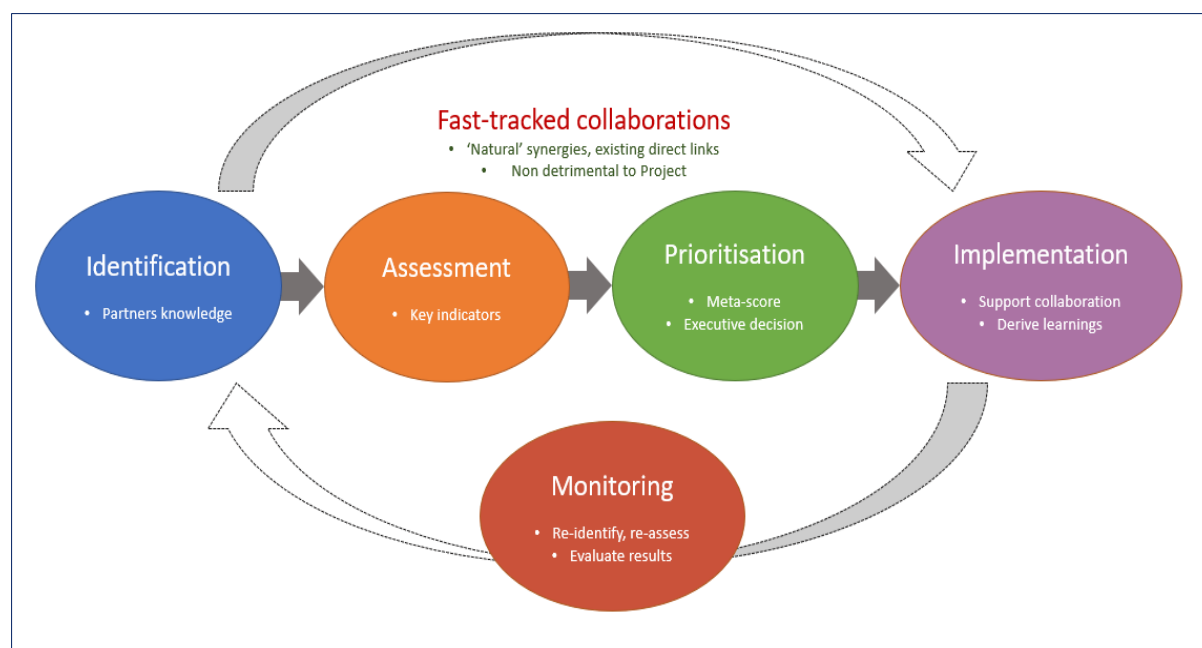 Fast-tracked collaborations
• ‘Natural’ synergies, existing direct links
• Non detrimental to Project
Identification
• Partners knowledge
Assessment
• Key indicators
Prioritisation
• Meta-score
• Executive decision
Implementation
• Support collaboration
• Derive learnings
Monitoring
• Re-identify, re-assess
• Evaluate results